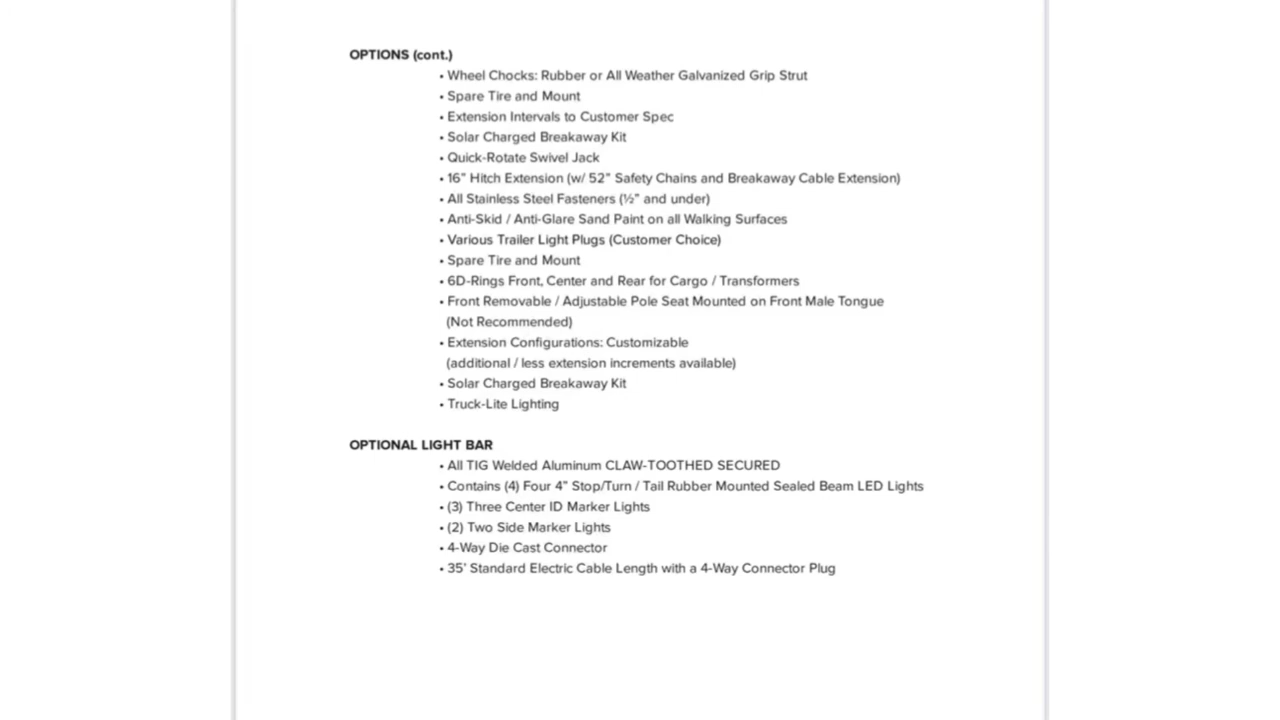 OPTIONS (cont.)
• Wheel Chocks: Rubber or All Weather Galvanized Grip Strut
• Spare Tire and Mount
• Extension Intervals to Customer Spec
• Solar Charged Breakaway Kit
• Quick-Rotate Swivel Jack
• 16” Hitch Extension (w/ 52” Safety Chains and Breakaway Cable Extension)
• All Stainless Steel Fasteners (½” and under)
• Anti-Skid / Anti-Glare Sand Paint on all Walking Surfaces
• Various Trailer Light Plugs (Customer Choice)
• Spare Tire and Mount
• 6D-Rings Front, Center and Rear for Cargo / Transformers
• Front Removable / Adjustable Pole Seat Mounted on Front Male Tongue
(Not Recommended)
• Extension Configurations: Customizable
(additional / less extension increments available)
• Solar Charged Breakaway Kit
• Truck-Lite Lighting
OPTIONAL LIGHT BAR
• All TIG Welded Aluminum CLAW-TOOTHED SECURED
• Contains (4) Four 4” Stop/Turn / Tail Rubber Mounted Sealed Beam LED Lights
• (3) Three Center ID Marker Lights
• (2) Two Side Marker Lights
• 4-Way Die Cast Connector
• 35’ Standard Electric Cable Length with a 4-Way Connector Plug